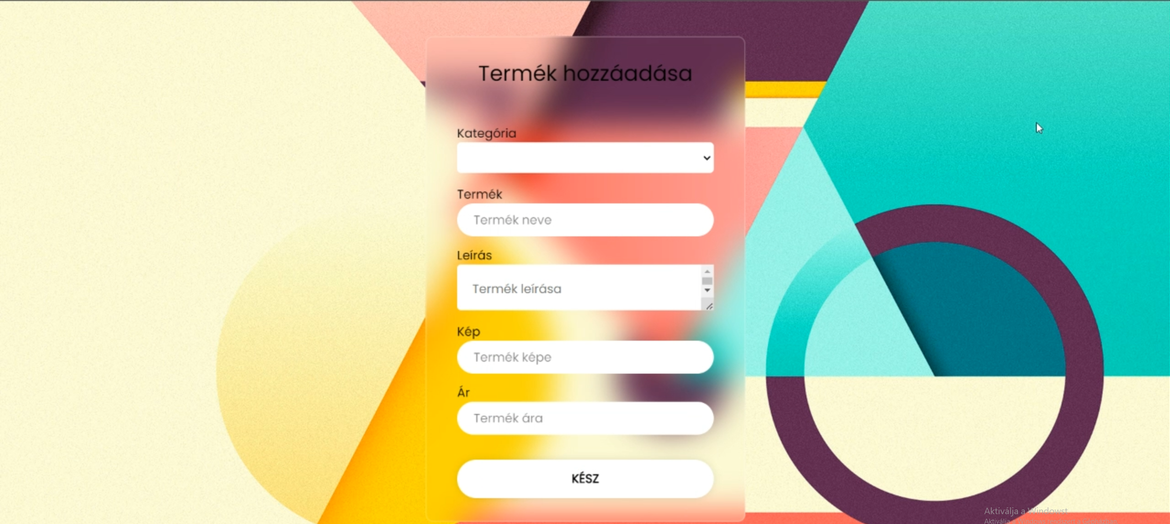 Termék hozzáadása
Kategória
Termék
Termék neve
Leírás
Termék leírása
Kép
Termék képe
Ár
Termék ára
KÉSZ
Aktiválja a Windowst